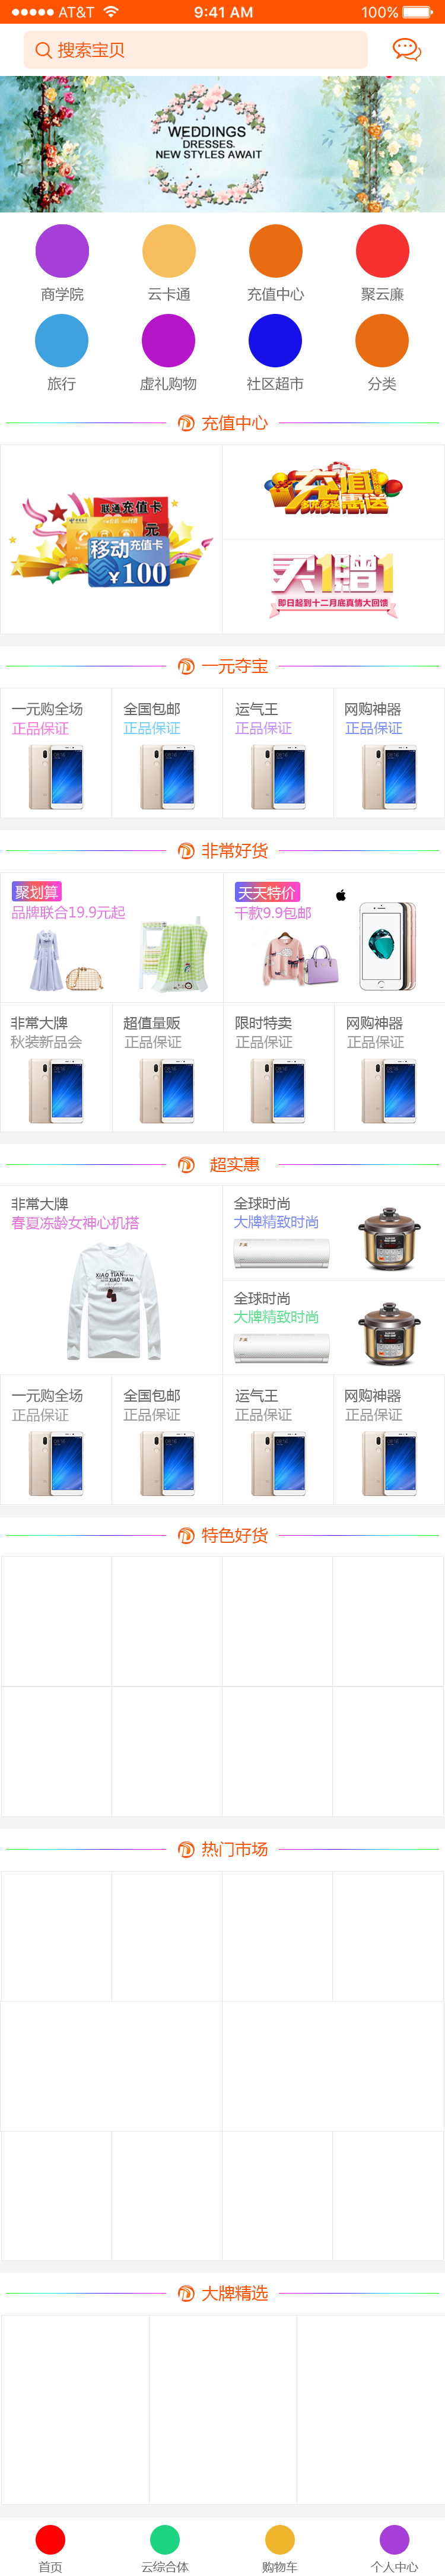 AT&T 9:41 AM 100%
搜索宝贝
WEDDINGS
DRESSES.
NEW STYLES AWAIT
商学院 云卡通 充值中心 聚云廉
旅行 虚礼购物 社区超市 分类
充值中心
联通充值卡
元
移动充值卡
¥100
充值
买1赠1
即日起到十二月底真情大回馈
一元夺宝
一元购全场 全国包邮 运气王 网购神器
正品保证 正品保证 正品保证 正品保证
非常好货
聚划算
品牌联合19.9元起
天天特价
千款9.9包邮
非常大牌 超值量贩 限时特卖 网购神器
秋装新品会 正品保证 正品保证 正品保证
超实惠
非常大牌
春夏冻龄女神心机搭
XIAO TIAN
全球时尚
大牌精致时尚
全球时尚
大牌精致时尚
一元购全场 全国包邮 运气王 网购神器
正品保证 正品保证 正品保证 正品保证
特色好货
热门市场
大牌精选
首页 云综合体 购物车 个人中心